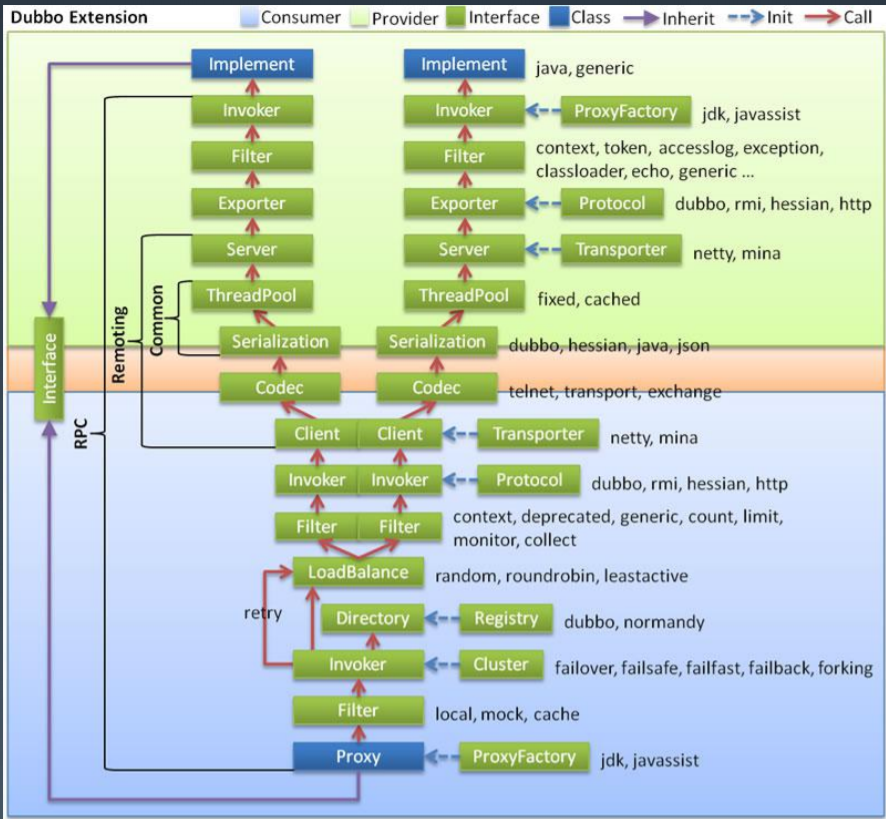 Dubbo Extension
Consumer
Provider
Interface
Class
Inherit
Init
Call
Implement
Implement
java, generic
Invoker
Invoker
ProxyFactory
jdk, javassist
Filter
Filter
context, token, accesslog, exception,
classloader, echo, generic ...
Exporter
Exporter
Protocol
dubbo, rmi, hessian, http
Server
Server
Transporter
netty, mina
ThreadPool
ThreadPool
fixed, cached
Serialization
Serialization
dubbo, hessian, java, json
Codec
Codec
telnet, transport, exchange
Interface
RPC
Remoting
Common
Client
Client
Transporter
netty, mina
Invoker
Invoker
Protocol
dubbo, rmi, hessian, http
Filter
Filter
context, deprecated, generic, count, limit,
monitor, collect
LoadBalance
random, roundrobin, leastactive
retry
Directory
Registry
dubbo, normandy
Invoker
Cluster
failover, failsafe, failfast, failback, forking
Filter
local, mock, cache
Proxy
ProxyFactory
jdk, javassist